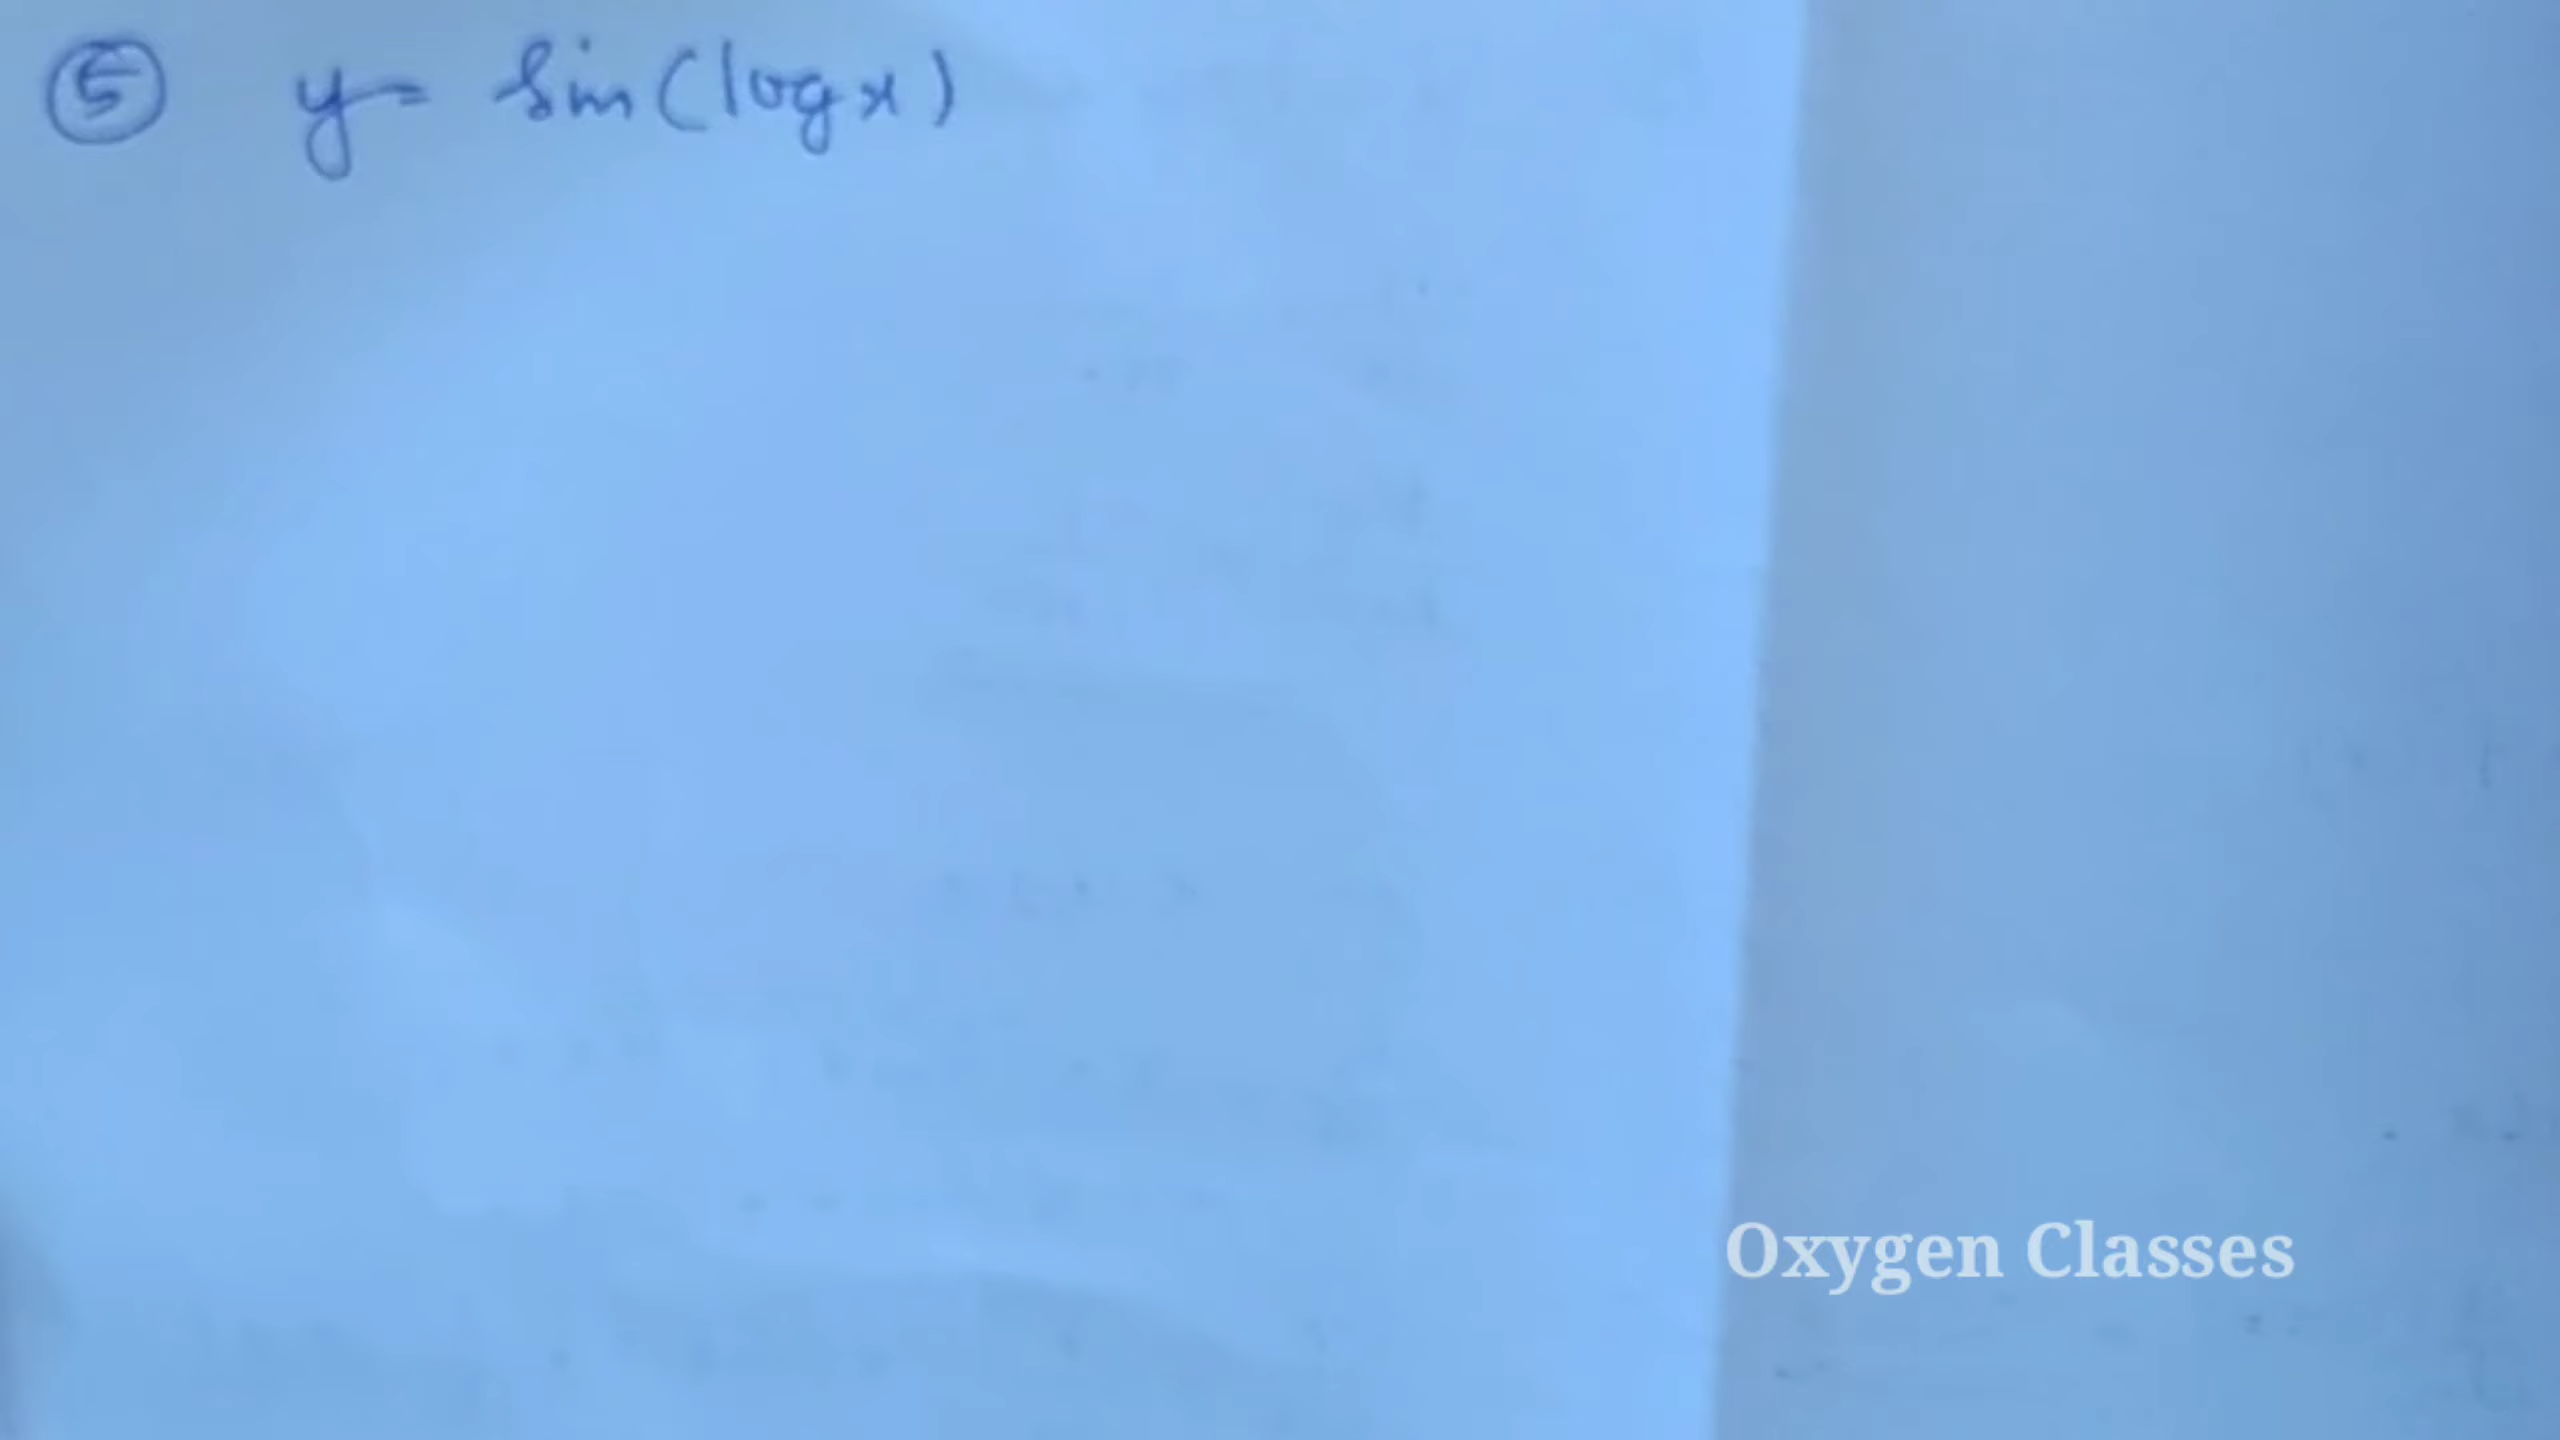 ⑤ y = sin(log x)
Oxygen Classes